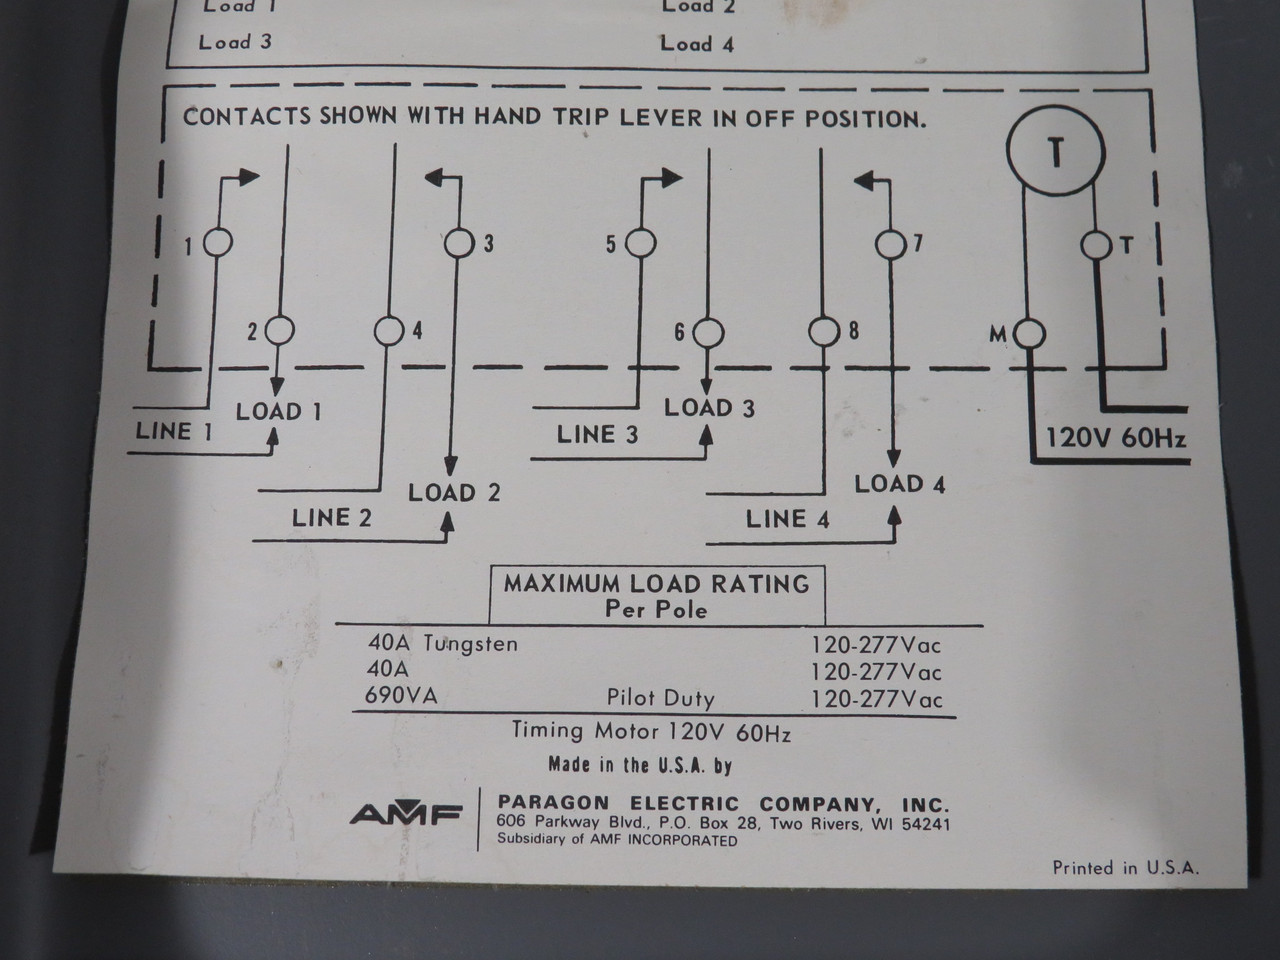 Load 1 Load 2
Load 3 Load 4
CONTACTS SHOWN WITH HAND TRIP LEVER IN OFF POSITION.
T
1 3 5 7 T
2 4 6 8 M
LOAD 1 LOAD 3
LINE 1 LINE 3 120V 60Hz
LOAD 2 LOAD 4
LINE 2 LINE 4
MAXIMUM LOAD RATING
Per Pole
40A Tungsten 120-277Vac
40A 120-277Vac
690VA Pilot Duty 120-277Vac
Timing Motor 120V 60Hz
Made in the U.S.A. by
AMF PARAGON ELECTRIC COMPANY, INC.
606 Parkway Blvd., P.O. Box 28, Two Rivers, WI 54241
Subsidiary of AMF INCORPORATED
Printed in U.S.A.